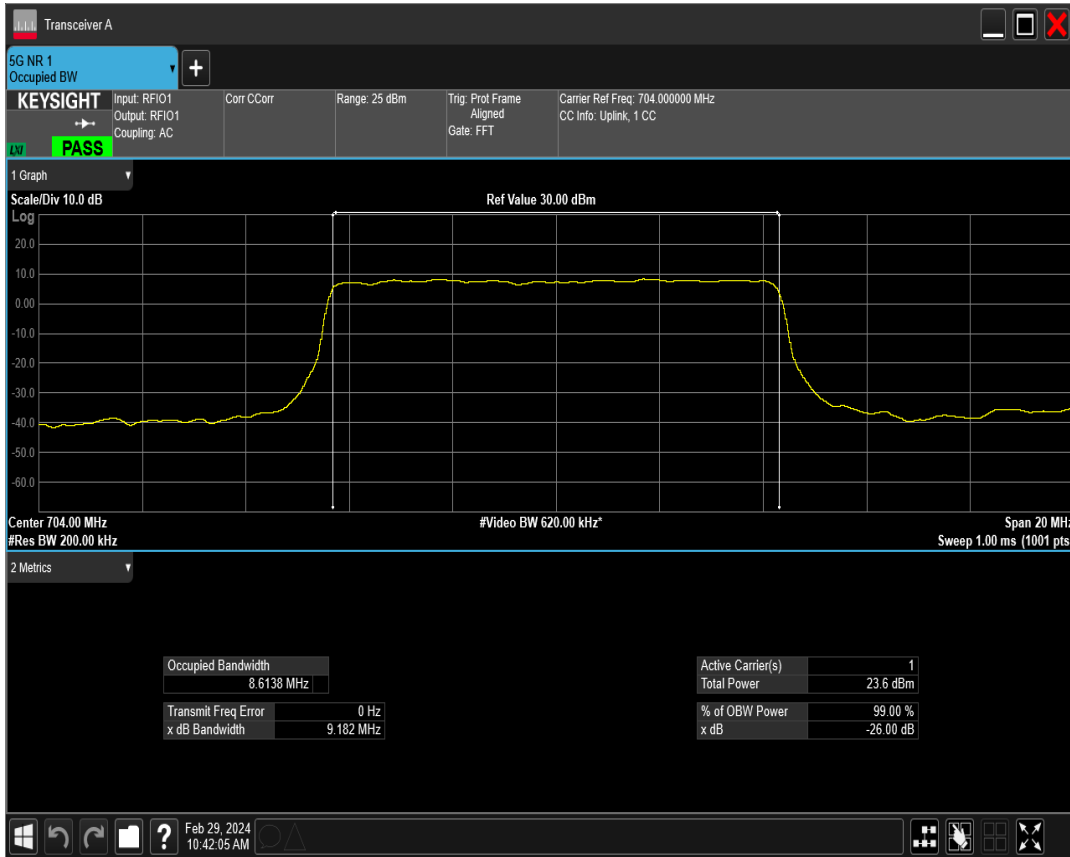 Transceiver A
5G NR 1
Occupied BW
+
KEYSIGHT
LXI
PASS
Input: RFIO1
Output: RFIO1
Coupling: AC
Corr CCorr
Range: 25 dBm
Trig: Prot Frame
Aligned
Gate: FFT
Carrier Ref Freq: 704.000000 MHz
CC Info: Uplink, 1 CC
1 Graph
Scale/Div 10.0 dB
Ref Value 30.00 dBm
Log
20.0
10.0
0.00
-10.0
-20.0
-30.0
-40.0
-50.0
-60.0
Center 704.00 MHz
#Video BW 620.00 kHz*
Span 20 MHz
#Res BW 200.00 kHz
Sweep 1.00 ms (1001 pts
2 Metrics
Occupied Bandwidth
8.6138 MHz
Transmit Freq Error 0 Hz
x dB Bandwidth 9.182 MHz
Active Carrier(s) 1
Total Power 23.6 dBm
% of OBW Power 99.00 %
x dB -26.00 dB
?
Feb 29, 2024
10:42:05 AM